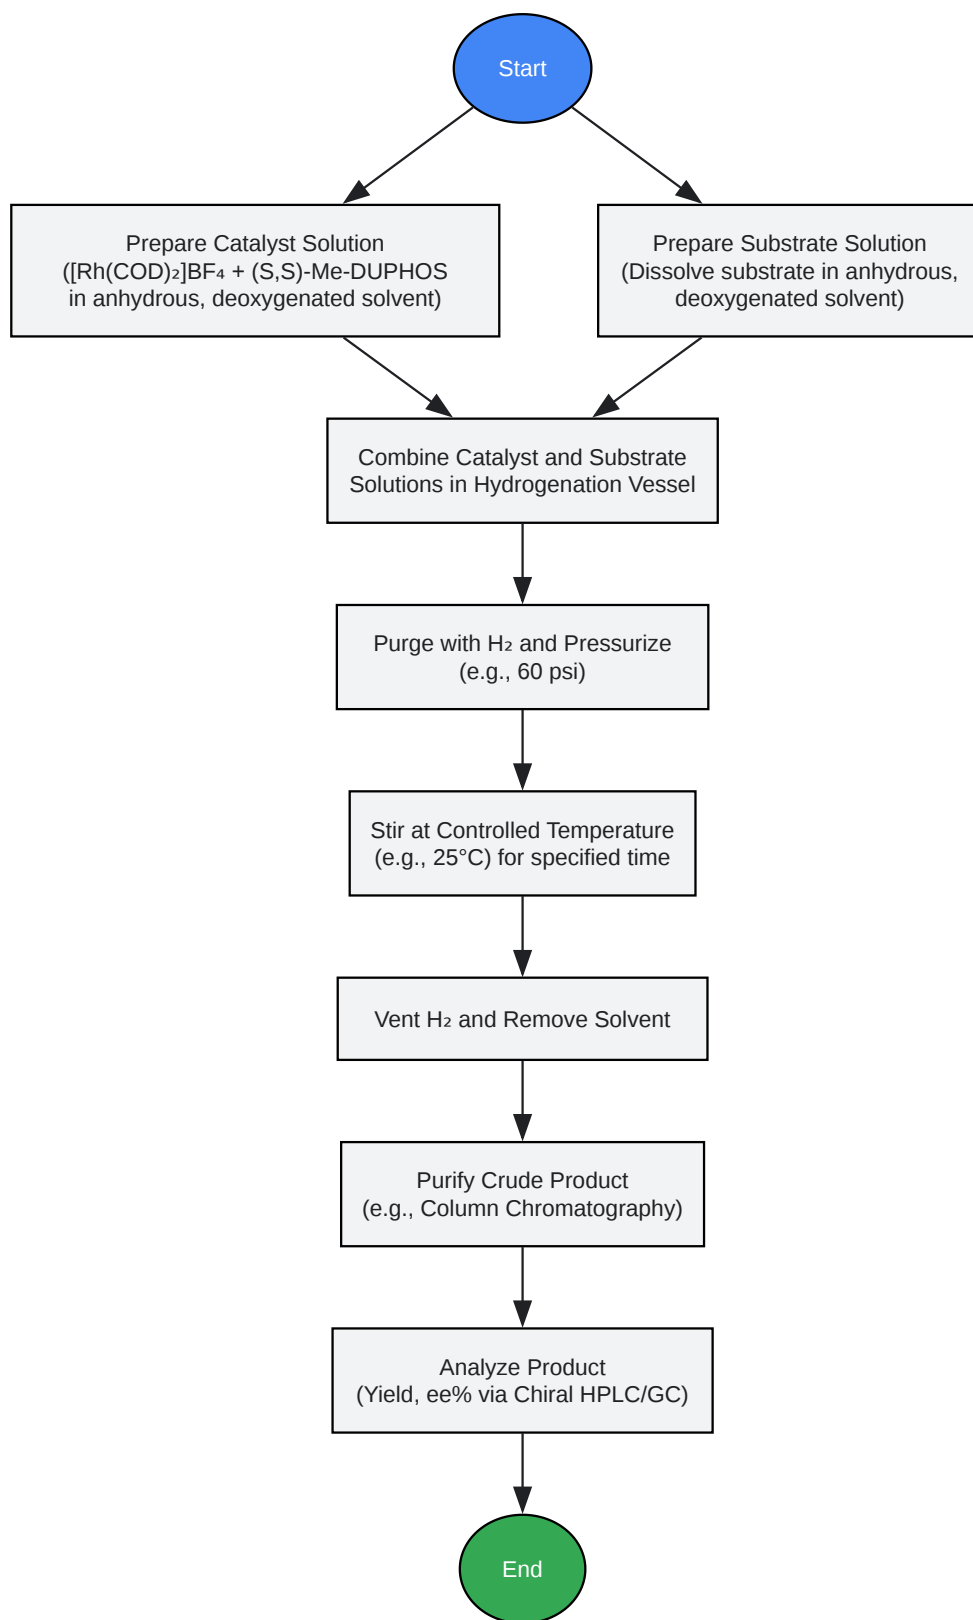 Start
Prepare Catalyst Solution
([Rh(COD)₂]BF₄ + (S,S)-Me-DUPHOS
in anhydrous, deoxygenated solvent)
Prepare Substrate Solution
(Dissolve substrate in anhydrous,
deoxygenated solvent)
Combine Catalyst and Substrate
Solutions in Hydrogenation Vessel
Purge with H₂ and Pressurize
(e.g., 60 psi)
Stir at Controlled Temperature
(e.g., 25°C) for specified time
Vent H₂ and Remove Solvent
Purify Crude Product
(e.g., Column Chromatography)
Analyze Product
(Yield, ee% via Chiral HPLC/GC)
End